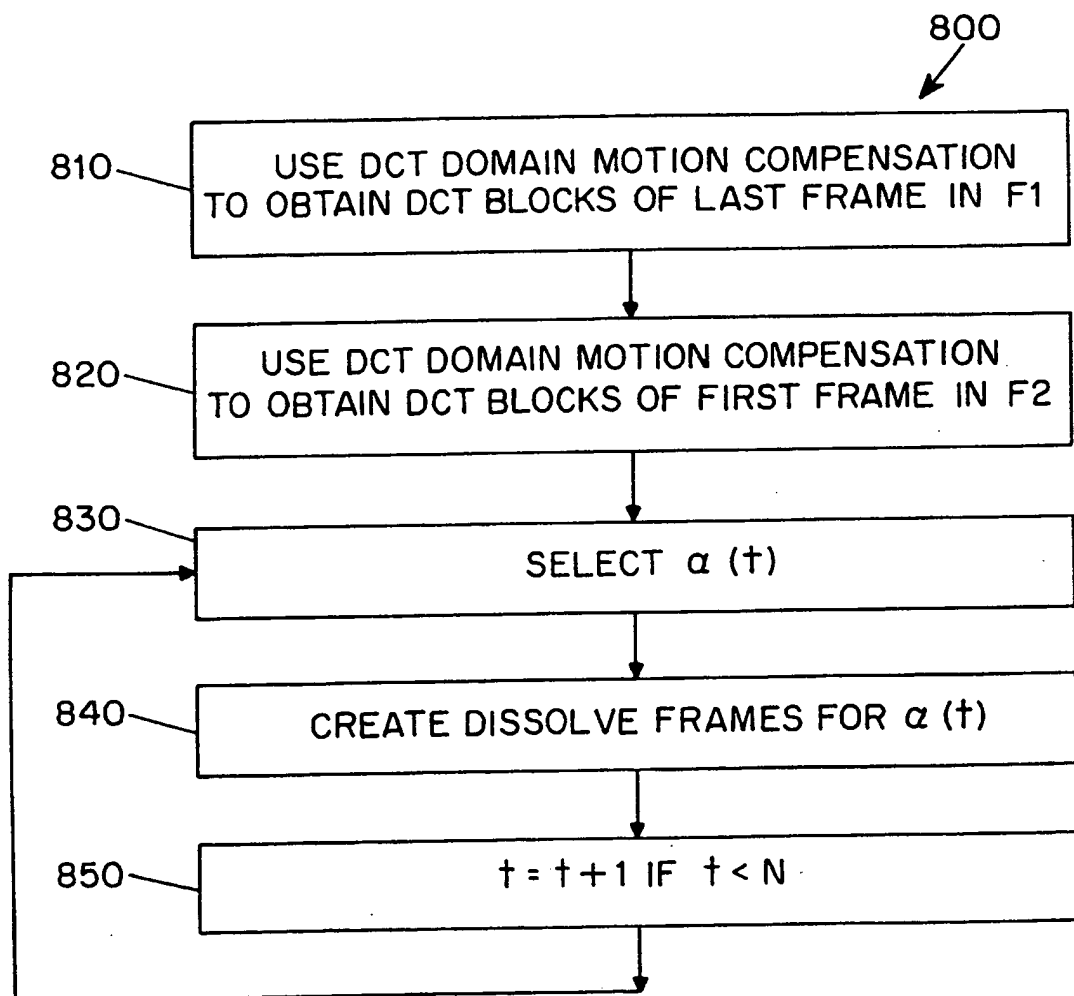 800
810
USE DCT DOMAIN MOTION COMPENSATION
TO OBTAIN DCT BLOCKS OF LAST FRAME IN F1
820
USE DCT DOMAIN MOTION COMPENSATION
TO OBTAIN DCT BLOCKS OF FIRST FRAME IN F2
830
SELECT α (t)
840
CREATE DISSOLVE FRAMES FOR α (t)
850
t = t + 1 IF t < N